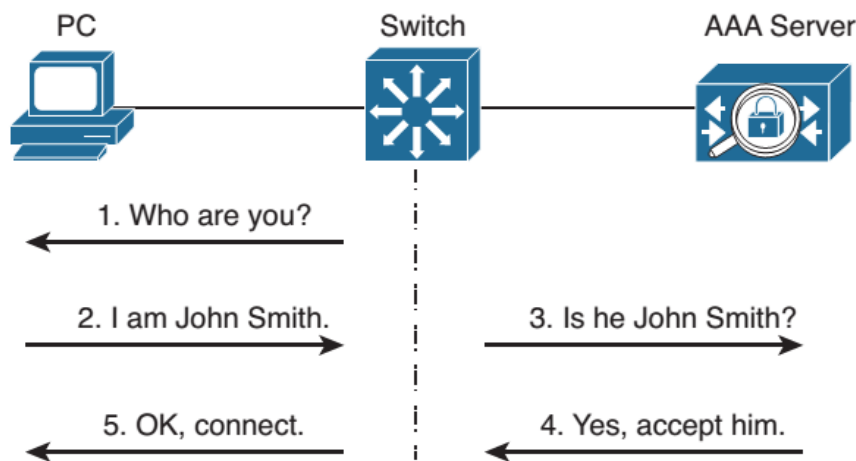 PC
Switch
AAA Server
1. Who are you?
2. I am John Smith.
3. Is he John Smith?
5. OK, connect.
4. Yes, accept him.